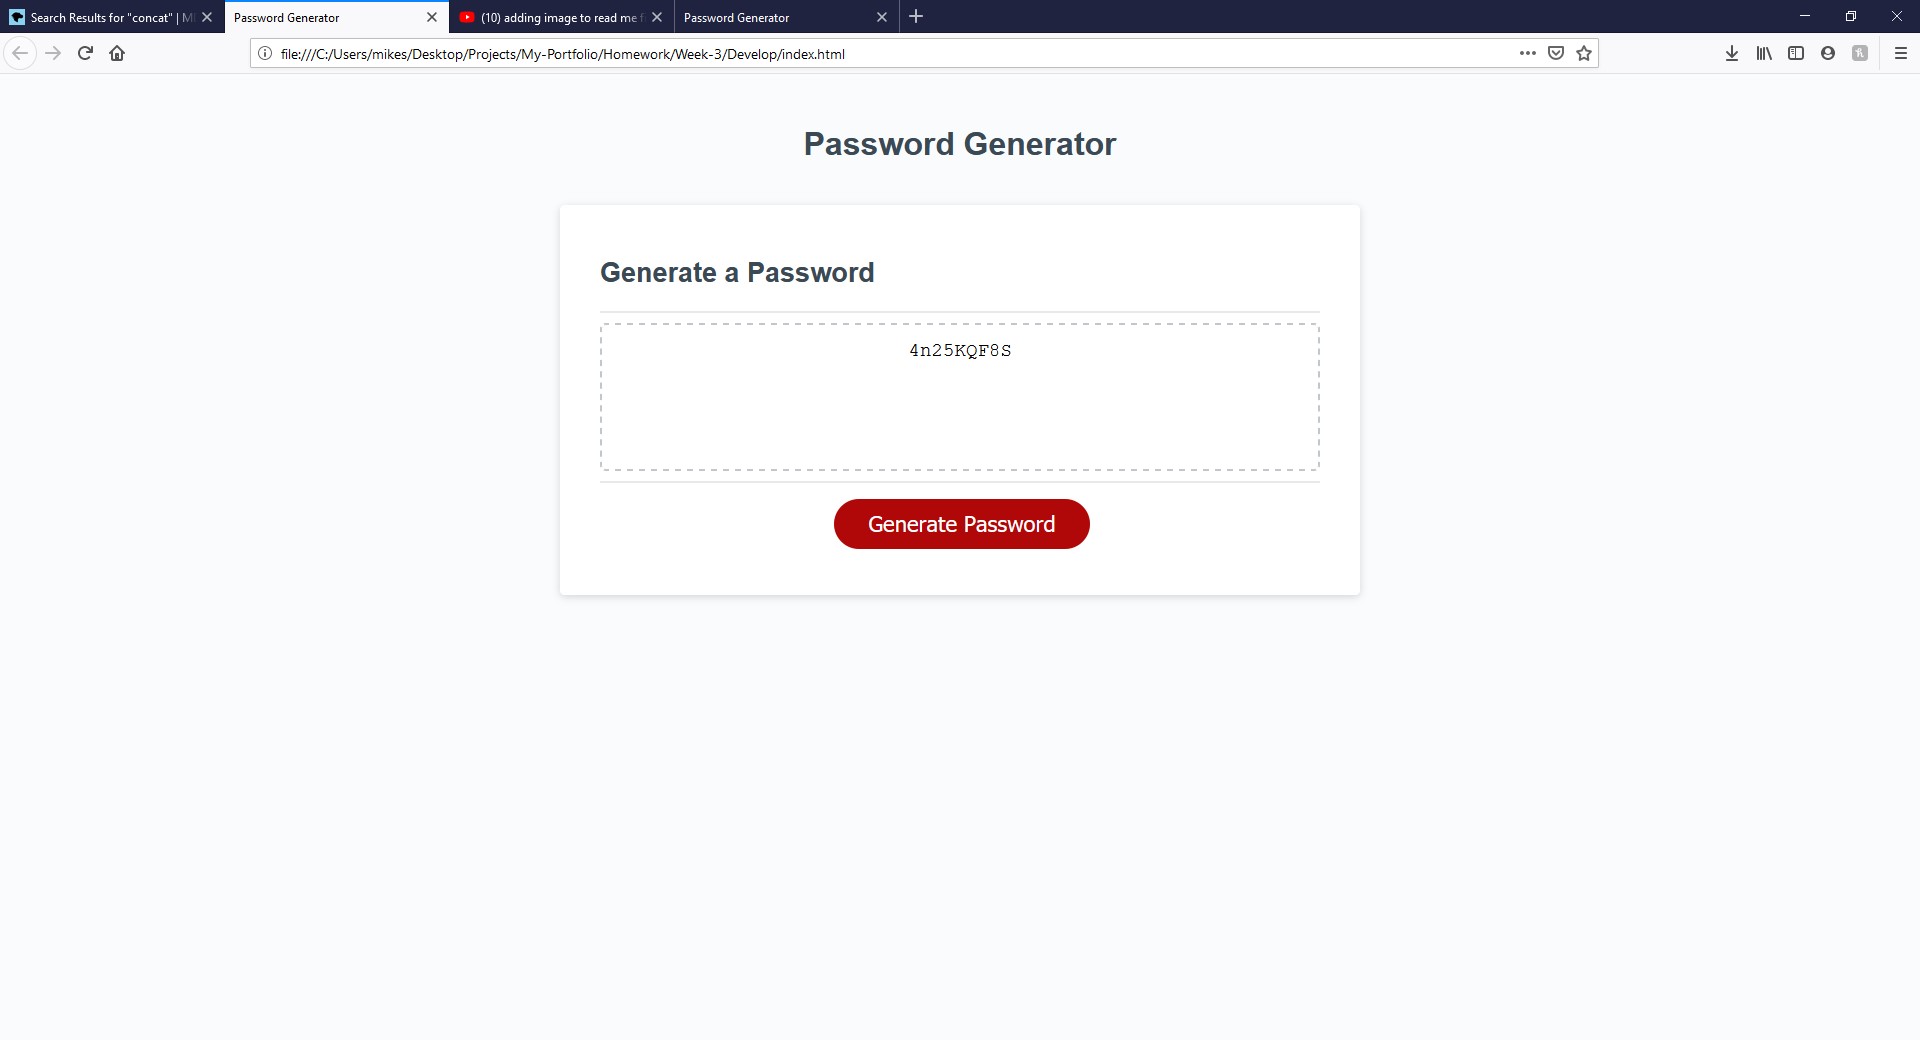 Search Results for "concat" | M
Password Generator
(10) adding image to read me f
Password Generator
file:///C:/Users/mikes/Desktop/Projects/My-Portfolio/Homework/Week-3/Develop/index.html
Password Generator
Generate a Password
4n25KQF8S
Generate Password